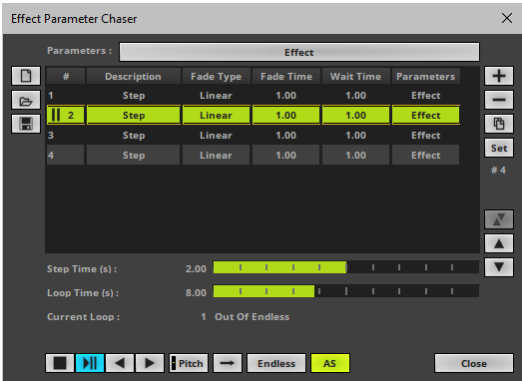 Effect Parameter Chaser
Parameters : Effect
# Description Fade Type Fade Time Wait Time Parameters
1 Step Linear 1.00 1.00 Effect
2 Step Linear 1.00 1.00 Effect
3 Step Linear 1.00 1.00 Effect
4 Step Linear 1.00 1.00 Effect
Set
# 4
Step Time (s) : 2.00
Loop Time (s) : 8.00
Current Loop : 1 Out Of Endless
Pitch Endless AS Close